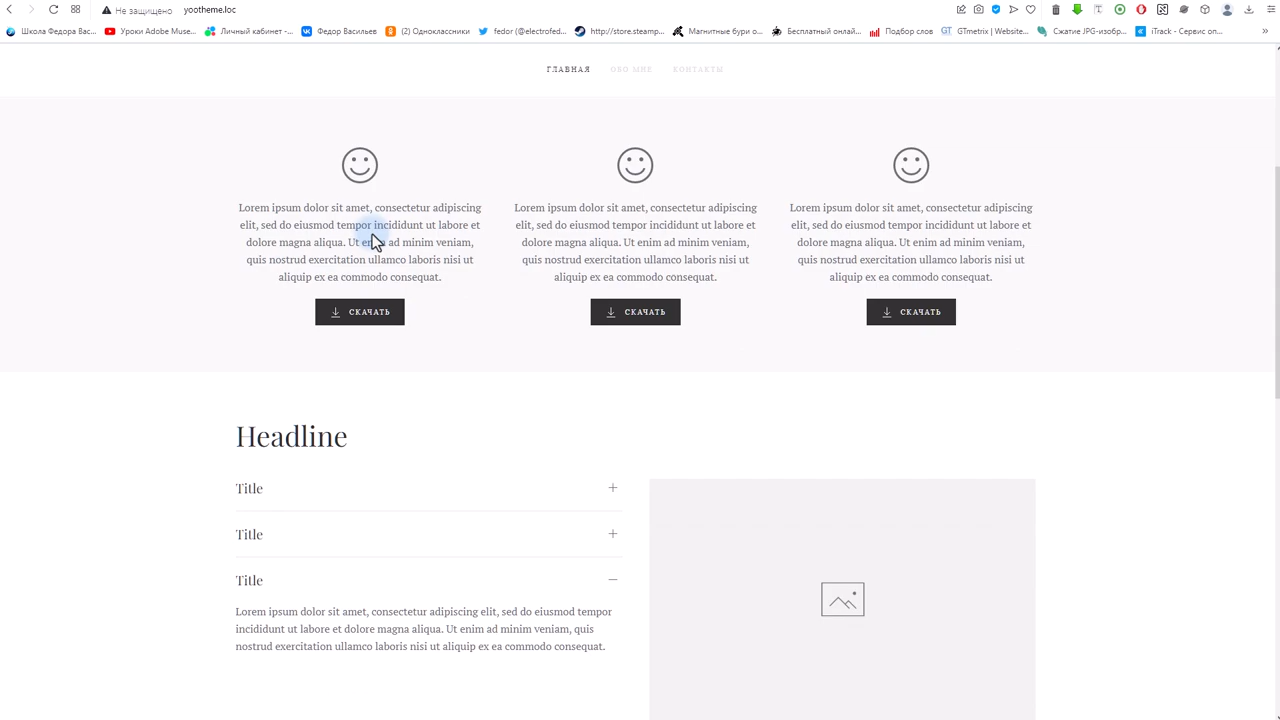 Не защищено yootheme.loc
Школа Федора Вас... Уроки Adobe Muse... Личный кабинет -... Федор Васильев (2) Одноклассники fedor (@electrofed... http://store.steamp... Магнитные бури о... Бесплатный онлай... Подбор слов GTmetrix | Website... Сжатие JPG-изобр... iTrack - Сервис оп...
ГЛАВНАЯ ОБО МНЕ КОНТАКТЫ
Lorem ipsum dolor sit amet, consectetur adipiscing
elit, sed do eiusmod tempor incididunt ut labore et
dolore magna aliqua. Ut enim ad minim veniam,
quis nostrud exercitation ullamco laboris nisi ut
aliquip ex ea commodo consequat.
СКАЧАТЬ
Lorem ipsum dolor sit amet, consectetur adipiscing
elit, sed do eiusmod tempor incididunt ut labore et
dolore magna aliqua. Ut enim ad minim veniam,
quis nostrud exercitation ullamco laboris nisi ut
aliquip ex ea commodo consequat.
СКАЧАТЬ
Lorem ipsum dolor sit amet, consectetur adipiscing
elit, sed do eiusmod tempor incididunt ut labore et
dolore magna aliqua. Ut enim ad minim veniam,
quis nostrud exercitation ullamco laboris nisi ut
aliquip ex ea commodo consequat.
СКАЧАТЬ
Headline
Title
Title
Title
Lorem ipsum dolor sit amet, consectetur adipiscing elit, sed do eiusmod tempor
incididunt ut labore et dolore magna aliqua. Ut enim ad minim veniam, quis
nostrud exercitation ullamco laboris nisi ut aliquip ex ea commodo consequat.